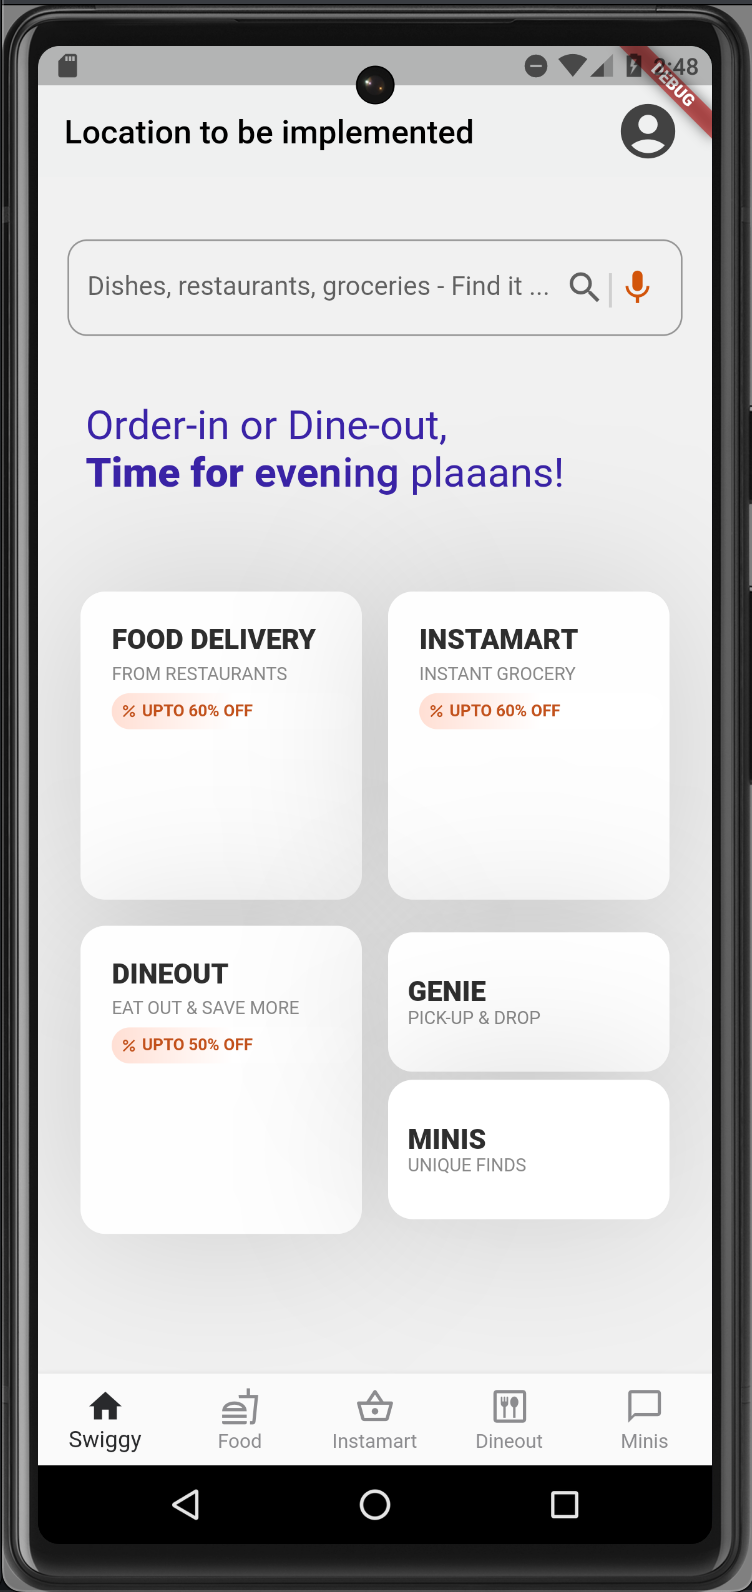 :48
DEBUG
Location to be implemented
Dishes, restaurants, groceries - Find it ...
Order-in or Dine-out,
Time for evening plaaans!
FOOD DELIVERY
FROM RESTAURANTS
% UPTO 60% OFF
INSTAMART
INSTANT GROCERY
% UPTO 60% OFF
DINEOUT
EAT OUT & SAVE MORE
% UPTO 50% OFF
GENIE
PICK-UP & DROP
MINIS
UNIQUE FINDS
Swiggy
Food
Instamart
Dineout
Minis